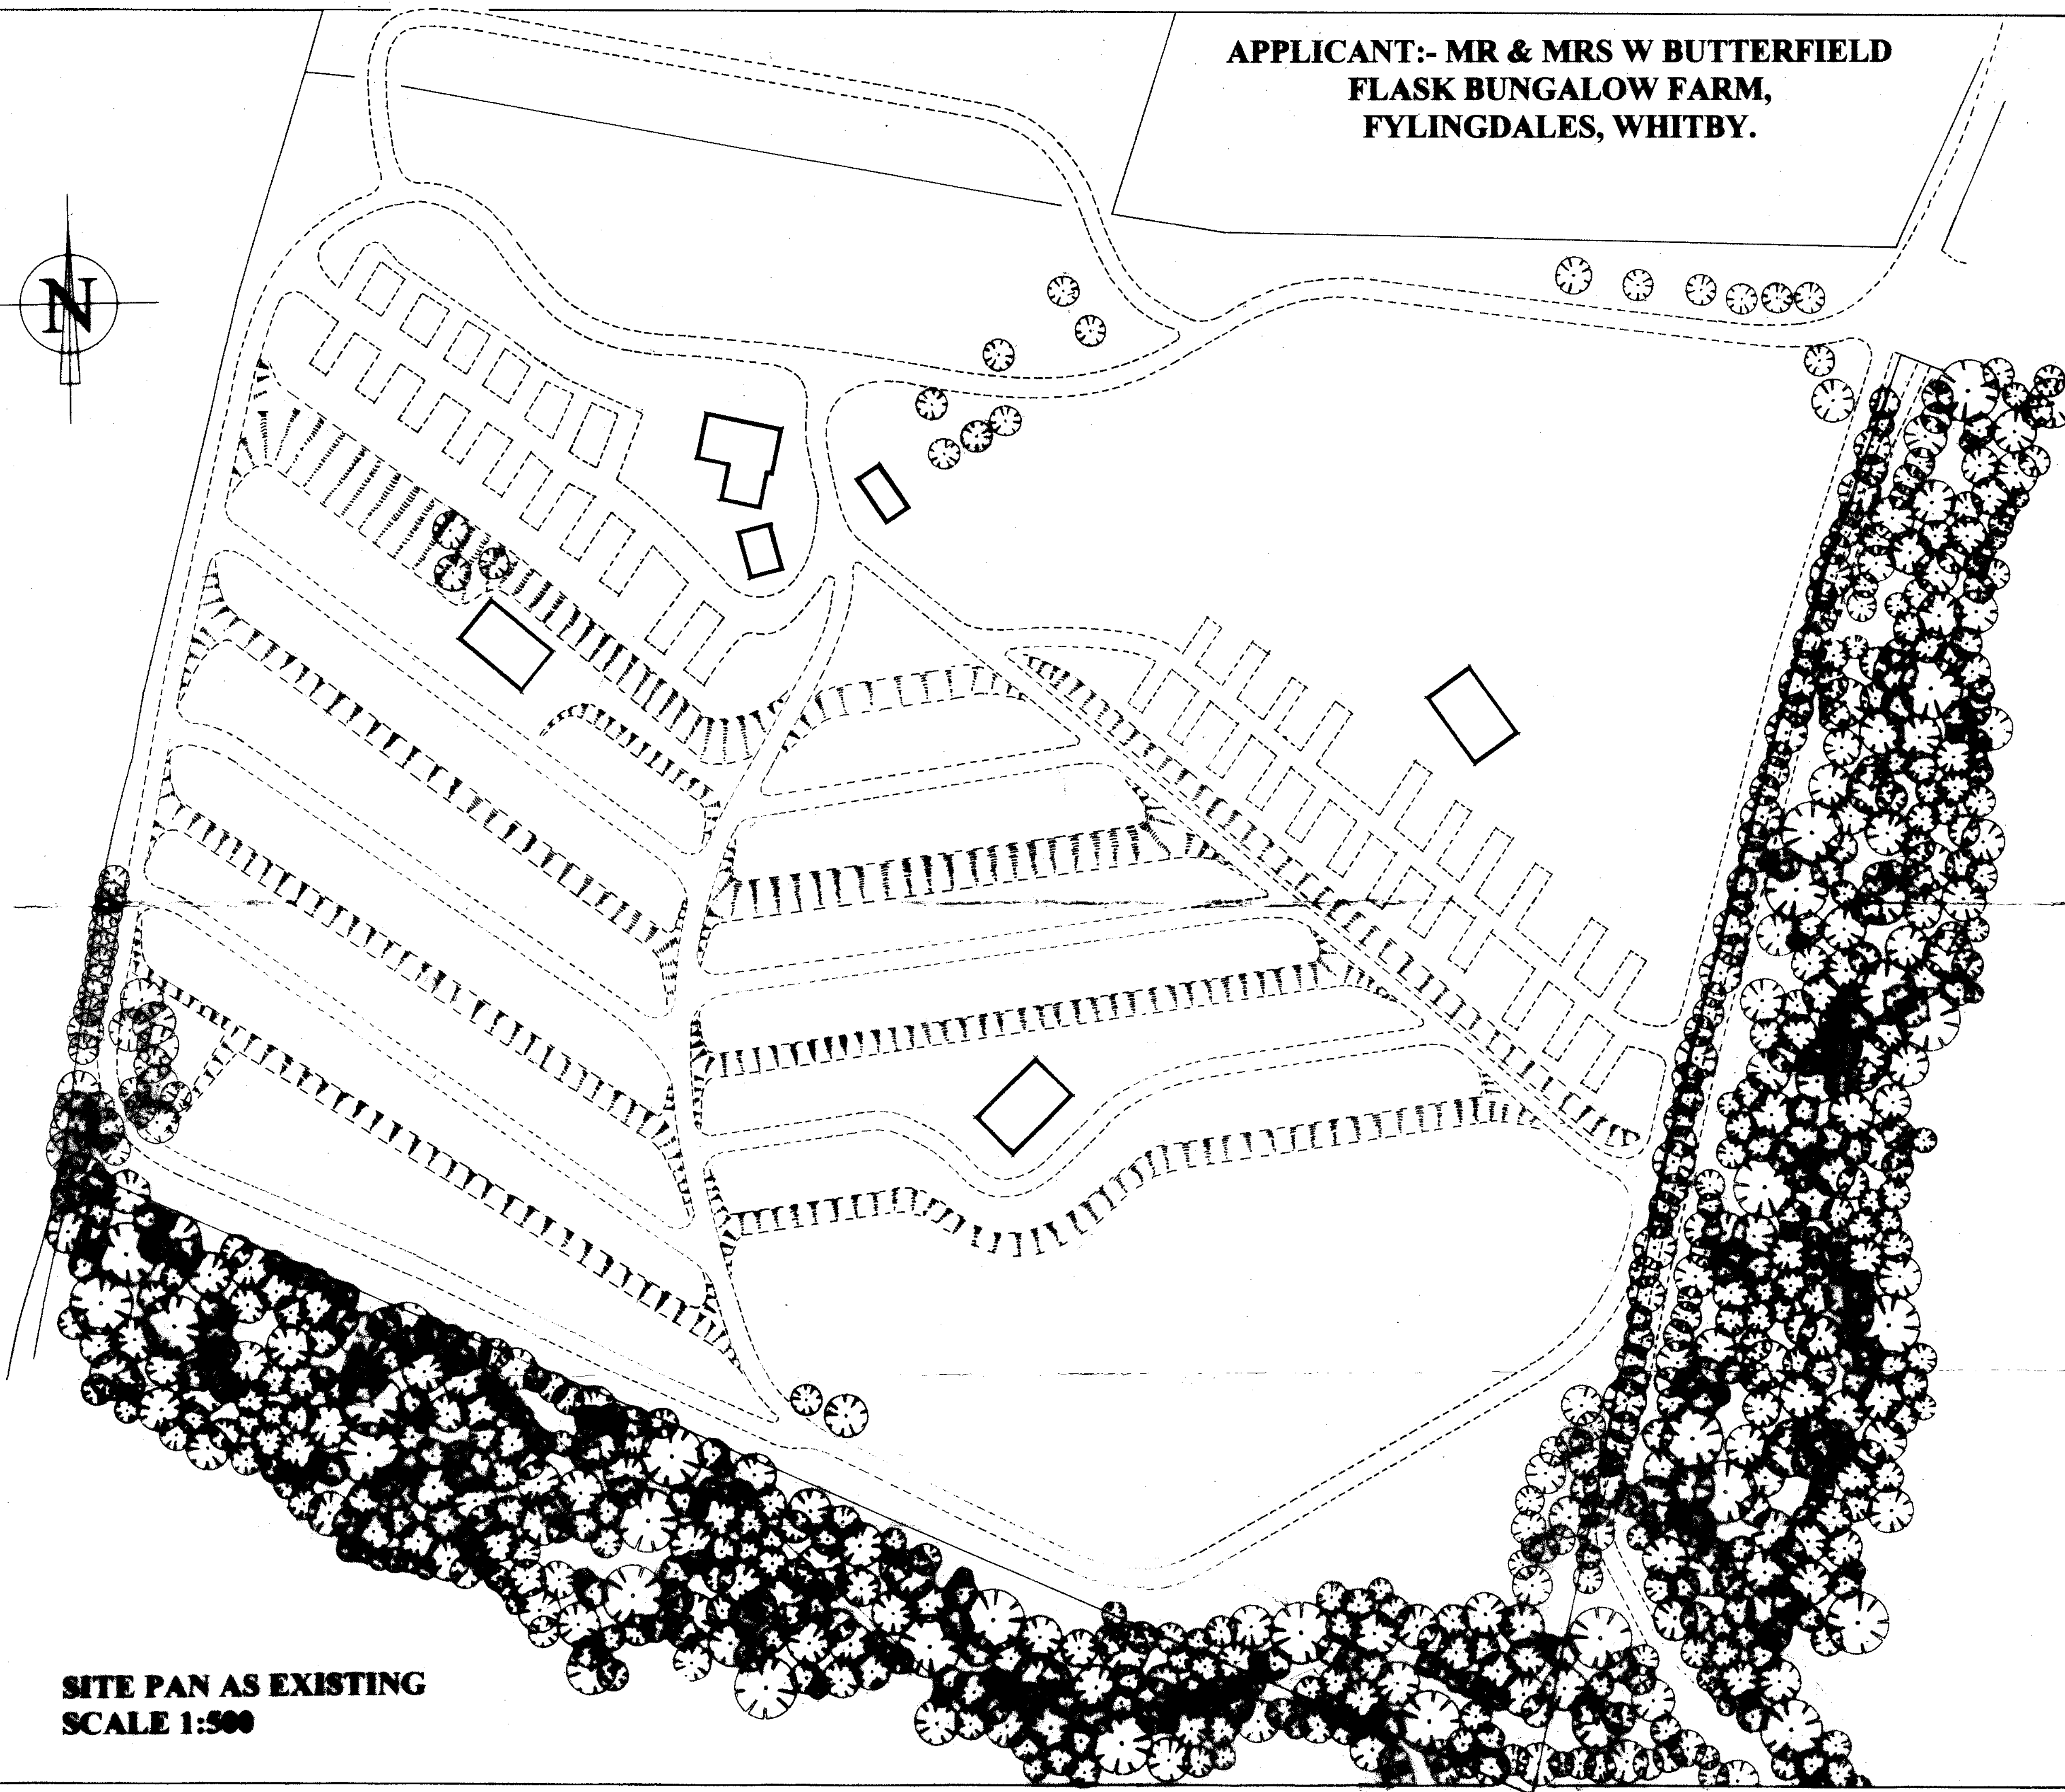 APPLICANT:- MR & MRS W BUTTERFIELD
FLASK BUNGALOW FARM,
FYLINGDALES, WHITBY.
N
SITE PAN AS EXISTING
SCALE 1:500